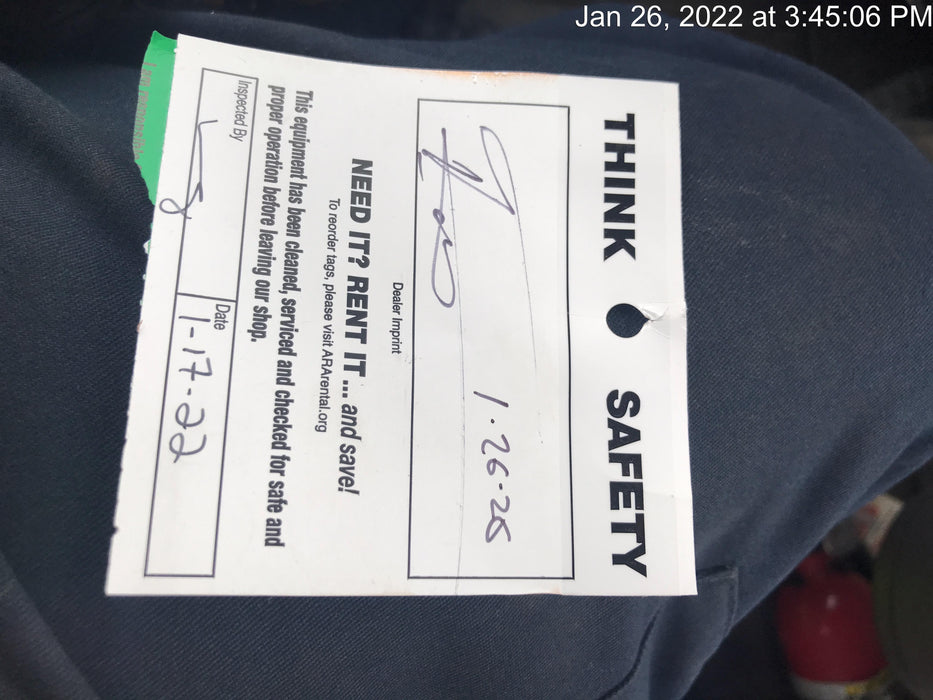 Jan 26, 2022 at 3:45:06 PM
THINK SAFETY
1-26-25
Dealer Imprint
NEED IT? RENT IT ... and save!
To reorder tags, please visit ARArental.org
This equipment has been cleaned, serviced and checked for safe and
proper operation before leaving our shop.
Inspected By
Date
1-17-22